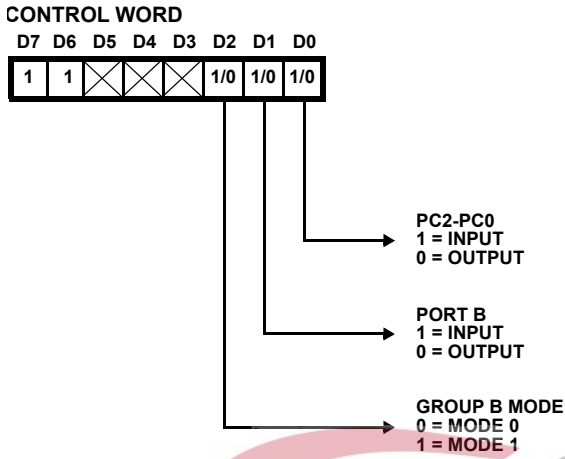 CONTROL WORD
D7 D6 D5 D4 D3 D2 D1 D0
1 1 1/0 1/0 1/0
PC2-PC0
1 = INPUT
0 = OUTPUT
PORT B
1 = INPUT
0 = OUTPUT
GROUP B MODE
0 = MODE 0
1 = MODE 1